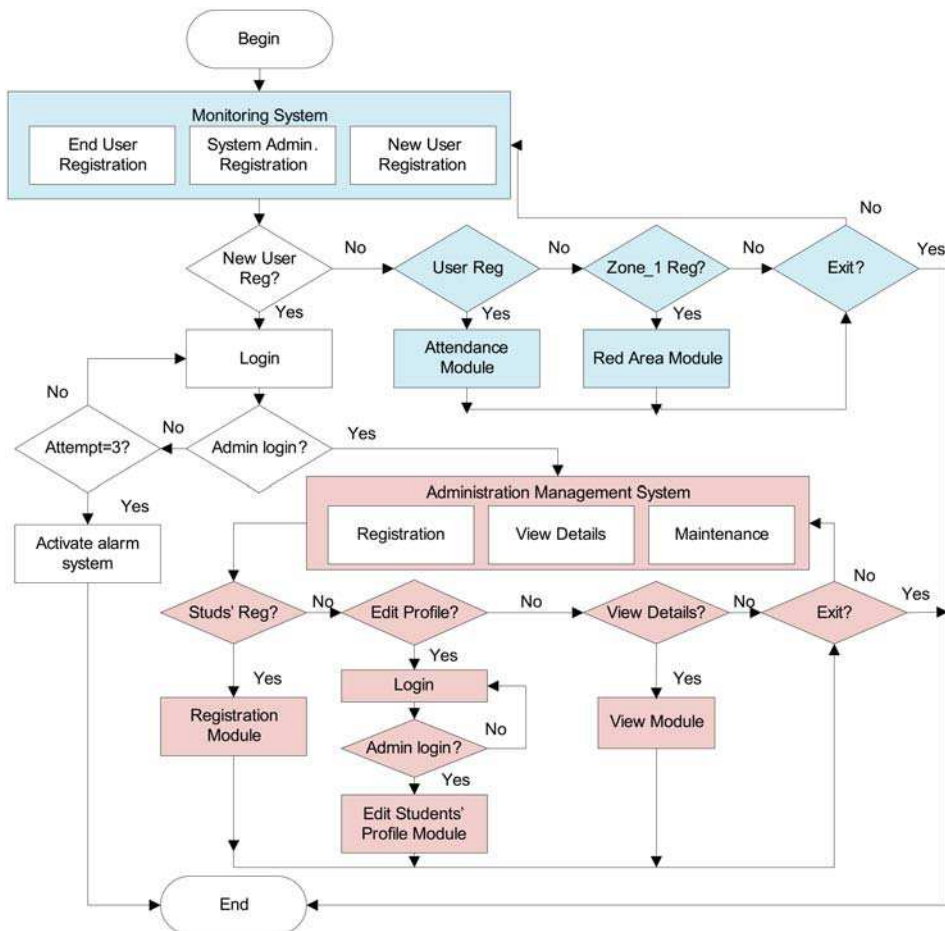 Begin
Monitoring System
End User
Registration
System Admin.
Registration
New User
Registration
No
No
No
No
Yes
New User
Reg?
User Reg
Zone_1 Reg?
Exit?
Yes
Yes
Yes
Login
Attendance
Module
Red Area Module
No
No
Yes
Attempt=3?
Admin login?
Yes
Administration Management System
Registration
View Details
Maintenance
Activate alarm
system
No
Studs' Reg?
No
Edit Profile?
No
View Details?
No
Exit?
Yes
Yes
Yes
Yes
Login
Registration
Module
No
View Module
Admin login?
Yes
Edit Students'
Profile Module
End